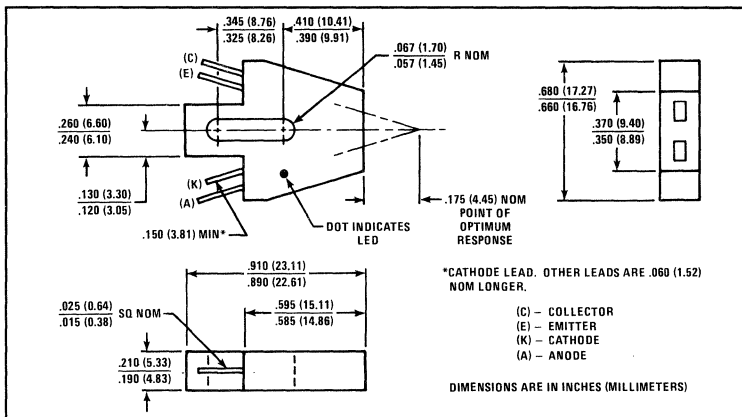 .345 (8.76)
.325 (8.26)
.410 (10.41)
.390 (9.91)
.067 (1.70)
.057 (1.45)
R NOM
(C)
(E)
.260 (6.60)
.240 (6.10)
.680 (17.27)
.660 (16.76)
.370 (9.40)
.350 (8.89)
(K)
(A)
.130 (3.30)
.120 (3.05)
.150 (3.81) MIN*
DOT INDICATES
LED
.175 (4.45) NOM
POINT OF
OPTIMUM
RESPONSE
.910 (23.11)
.890 (22.61)
.025 (0.64)
.015 (0.38)
SQ NOM
.595 (15.11)
.585 (14.86)
.210 (5.33)
.190 (4.83)
*CATHODE LEAD. OTHER LEADS ARE .060 (1.52)
NOM LONGER.
(C) – COLLECTOR
(E) – EMITTER
(K) – CATHODE
(A) – ANODE
DIMENSIONS ARE IN INCHES (MILLIMETERS)